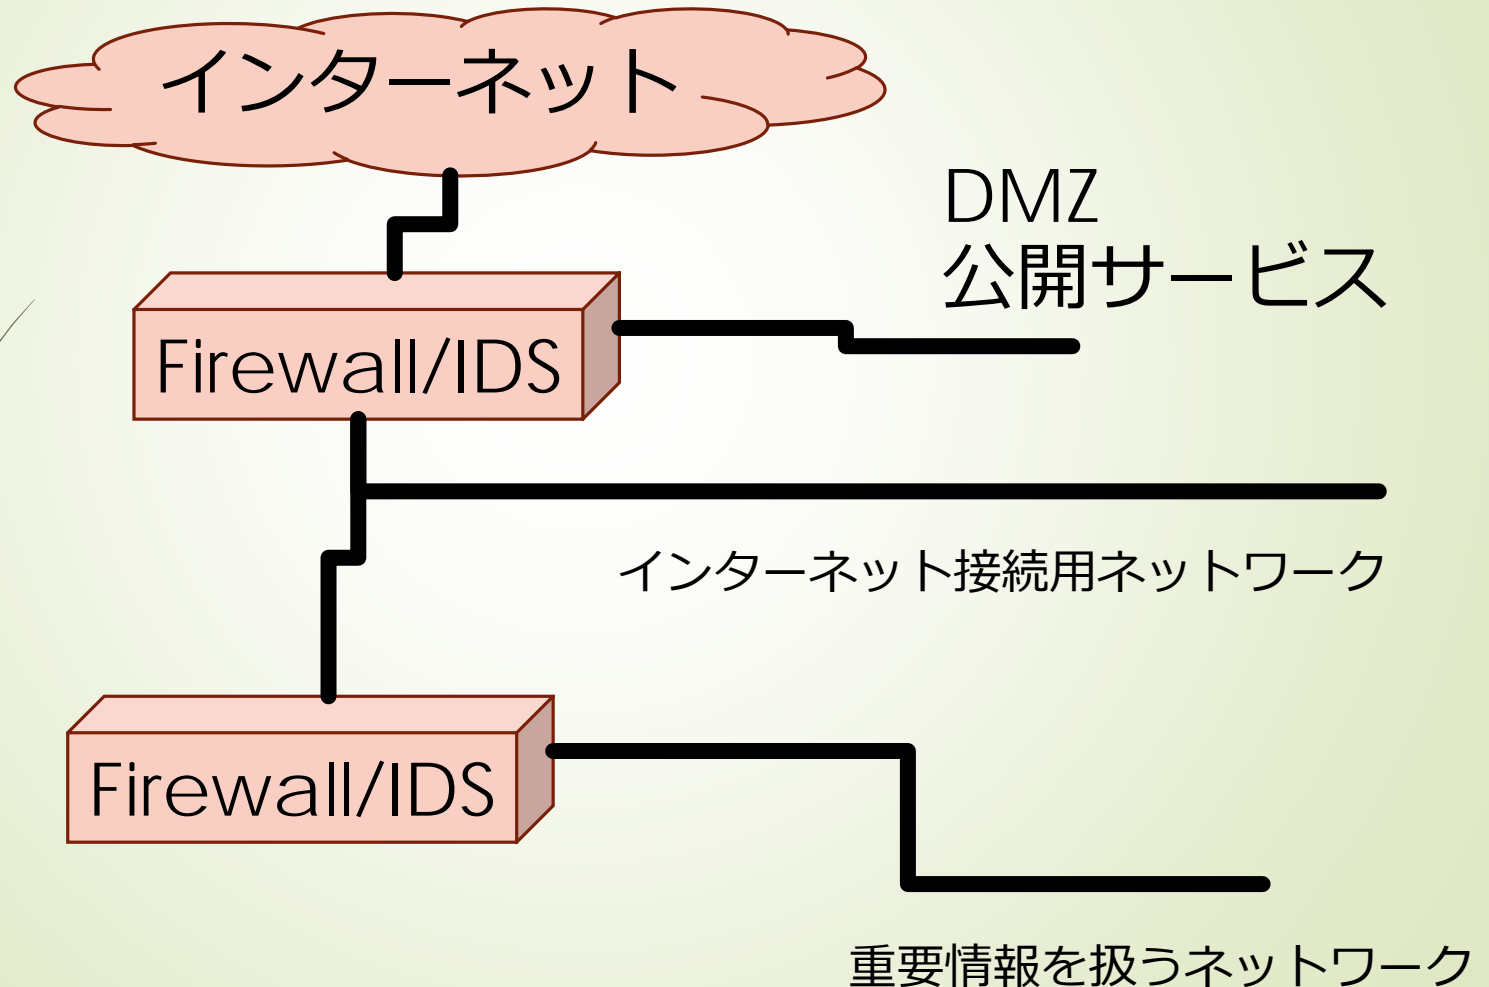 インターネット
DMZ
公開サービス
Firewall/IDS
インターネット接続用ネットワーク
Firewall/IDS
重要情報を扱うネットワーク